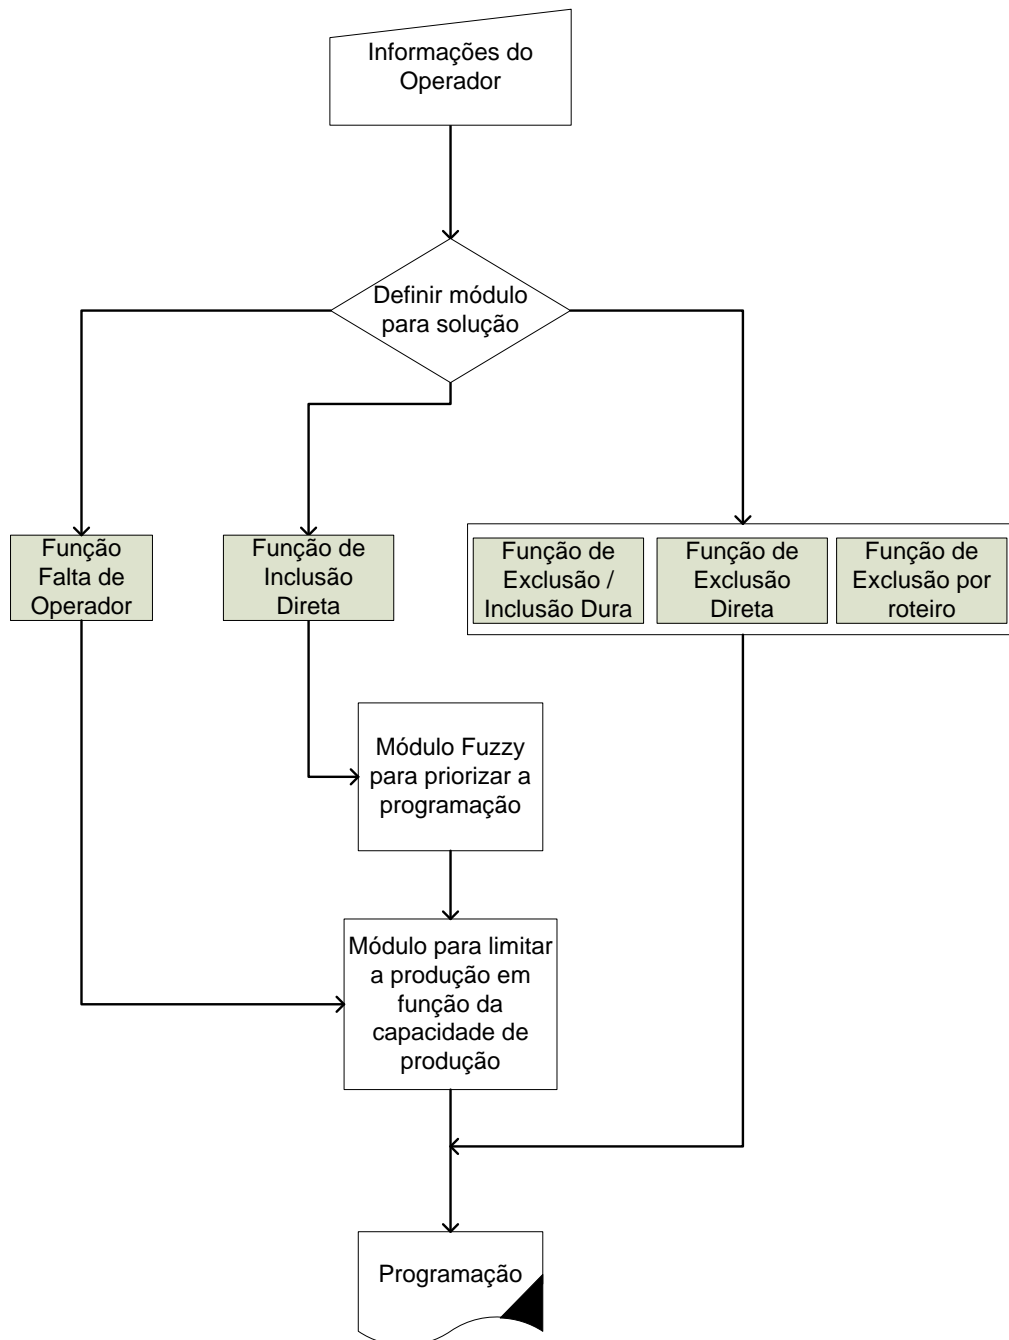 Informações do
Operador
Definir módulo
para solução
Função
Falta de
Operador
Função de
Inclusão
Direta
Função de
Exclusão /
Inclusão Dura
Função de
Exclusão
Direta
Função de
Exclusão por
roteiro
Módulo Fuzzy
para priorizar a
programação
Módulo para limitar
a produção em
função da
capacidade de
produção
Programação